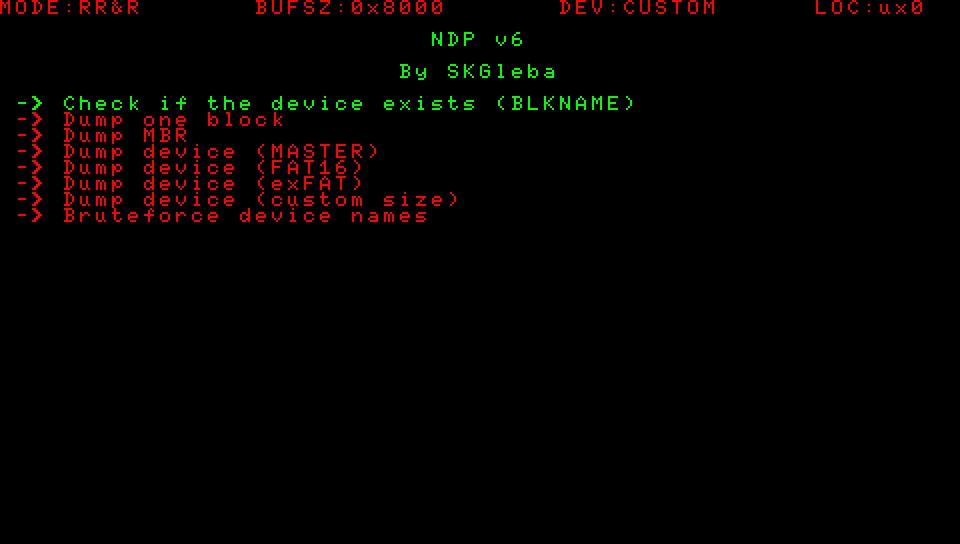 MODE:RR&R BUFSZ:0x8000 DEV:CUSTOM LOC:ux0
NDP v6
By SKGleba
-> Check if the device exists (BLKNAME)
-> Dump one block
-> Dump MBR
-> Dump device (MASTER)
-> Dump device (FAT16)
-> Dump device (exFAT)
-> Dump device (custom size)
-> Bruteforce device names